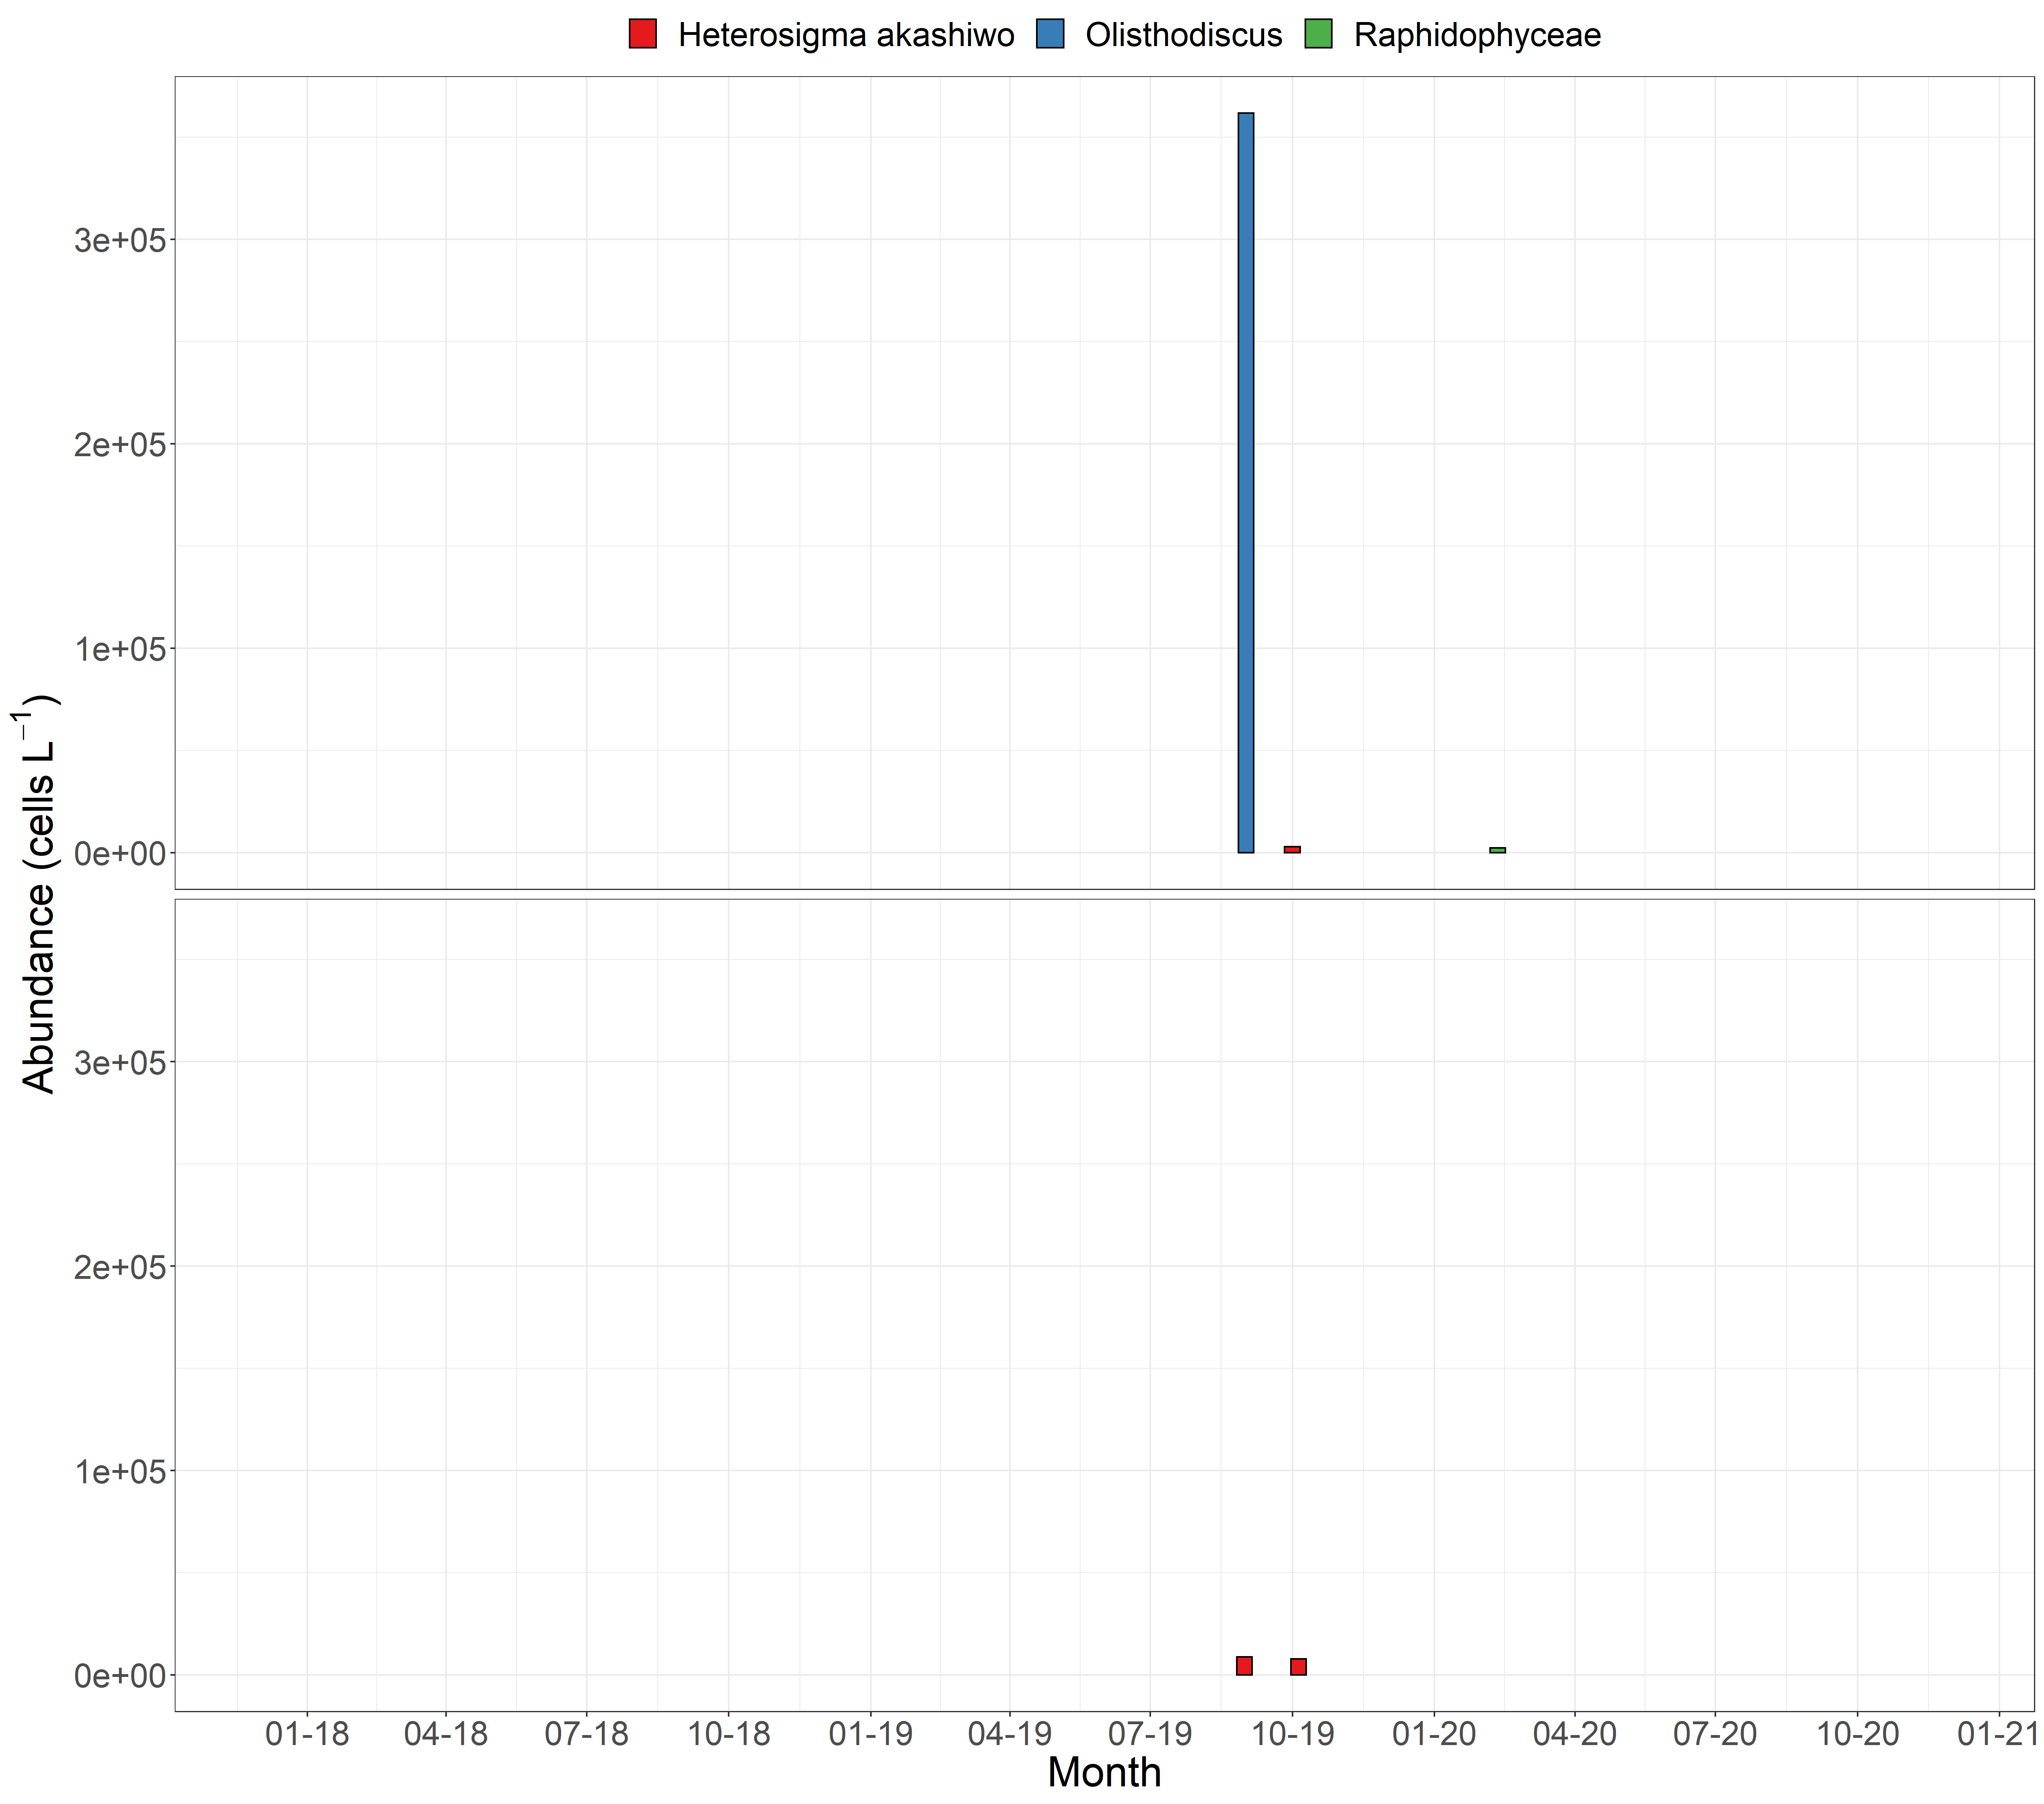 Heterosigma akashiwo Olisthodiscus Raphidophyceae
3e+05
2e+05
1e+05
0e+00
Abundance (cells L⁻¹)
3e+05
2e+05
1e+05
0e+00
01-18 04-18 07-18 10-18 01-19 04-19 07-19 10-19 01-20 04-20 07-20 10-20 01-21
Month